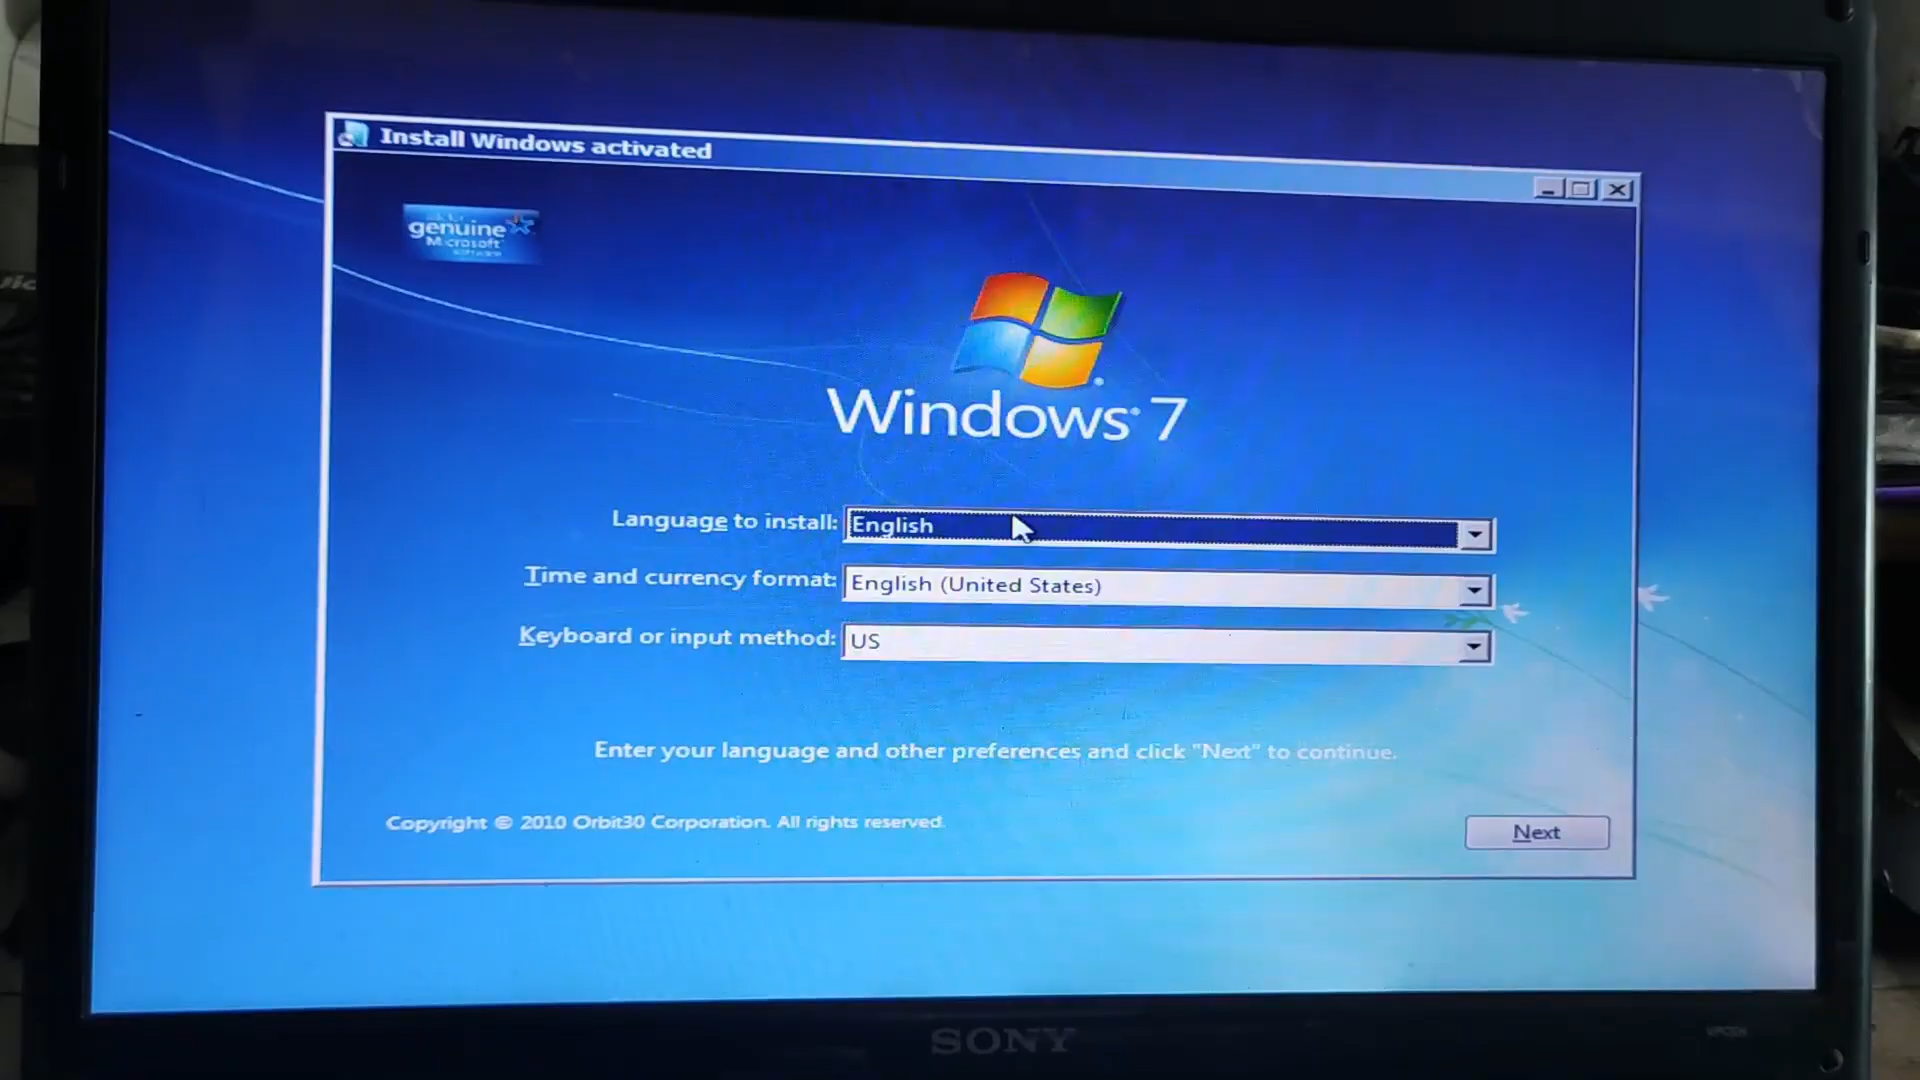 Install Windows activated
genuine
Microsoft
software
Windows 7
Language to install: English
Time and currency format: English (United States)
Keyboard or input method: US
Enter your language and other preferences and click "Next" to continue.
Copyright © 2010 Orbit30 Corporation. All rights reserved.
Next
SONY